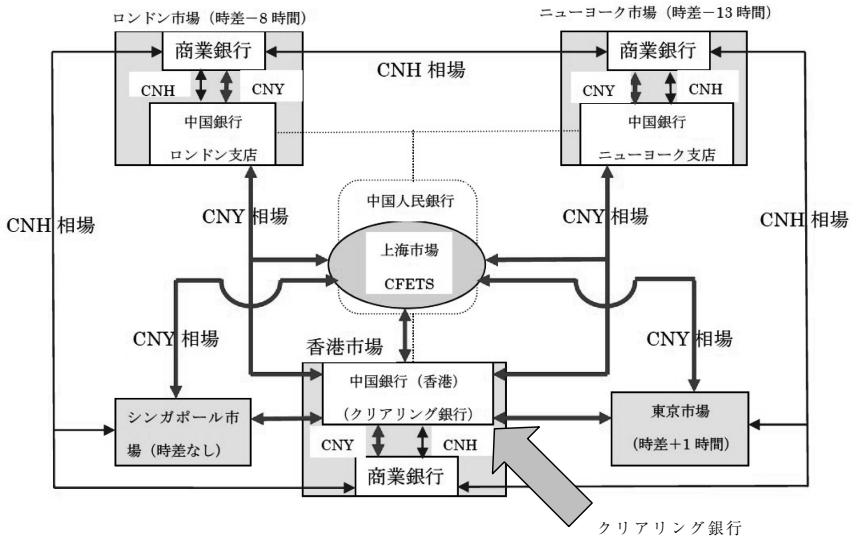 ロンドン市場（時差－8 時間）
ニューヨーク市場（時差－13 時間）
商業銀行
商業銀行
CNH 相場
CNH
CNY
CNY
CNH
中国銀行
ロンドン支店
中国銀行
ニューヨーク支店
中国人民銀行
CNH 相場
CNY 相場
CNY 相場
CNH 相場
上海市場
CFETS
CNY 相場
CNY 相場
香港市場
中国銀行（香港）
（クリアリング銀行）
シンガポール市
場（時差なし）
東京市場
（時差＋1 時間）
CNY
CNH
商業銀行
クリアリング銀行